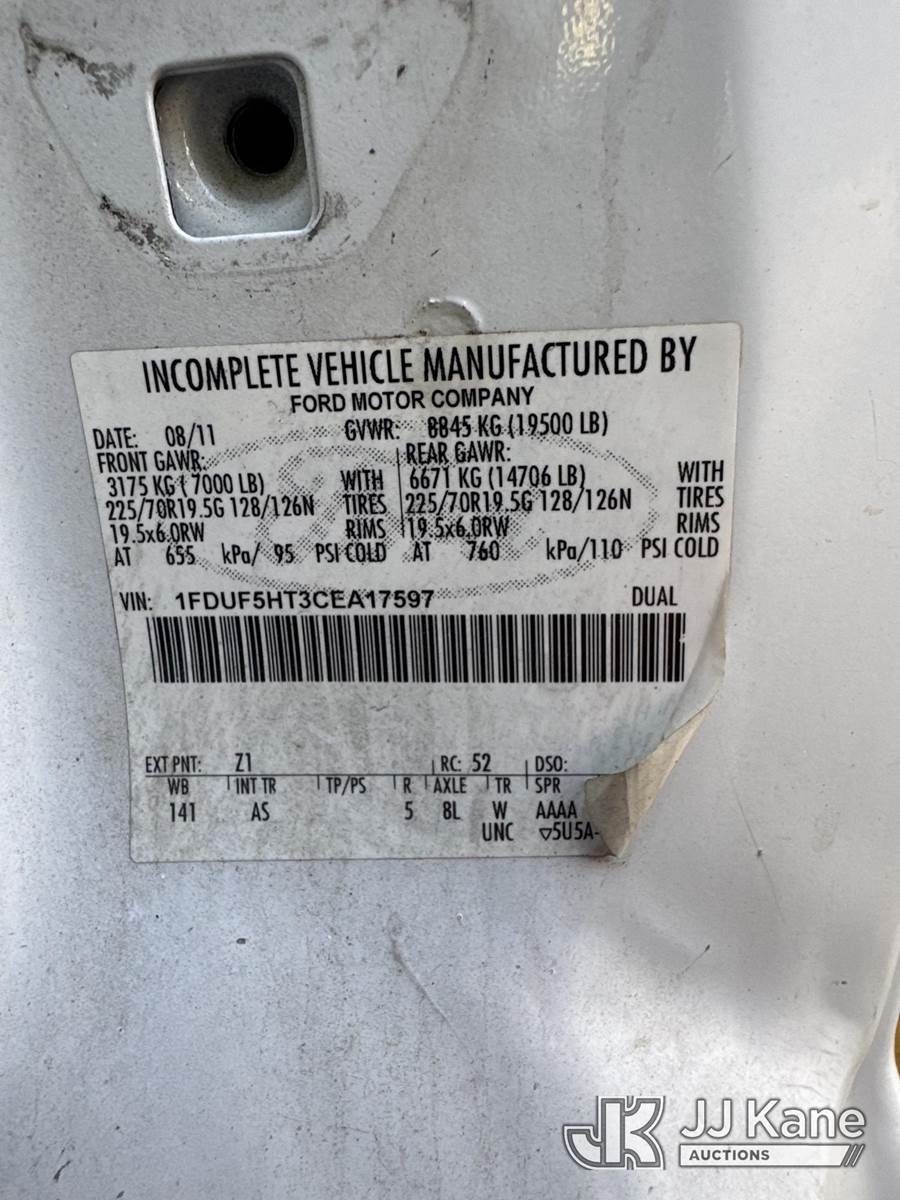 INCOMPLETE VEHICLE MANUFACTURED BY
FORD MOTOR COMPANY
DATE: 08/11 GVWR: 8845 KG (19500 LB)
FRONT GAWR: REAR GAWR:
3175 KG (7000 LB) WITH 6671 KG (14706 LB) WITH
225/70R19.5G 128/126N TIRES 225/70R19.5G 128/126N TIRES
19.5x6.0RW RIMS 19.5x6.0RW RIMS
AT 655 kPa/ 95 PSI COLD AT 760 kPa/110 PSI COLD
VIN: 1FDUF5HT3CEA17597 DUAL
EXT PNT: Z1 RC: 52 DSO:
WB INT TR TP/PS R AXLE TR SPR
141 AS 5 8L W AAAA
UNC ▽5U5A-
JK JJ Kane
AUCTIONS